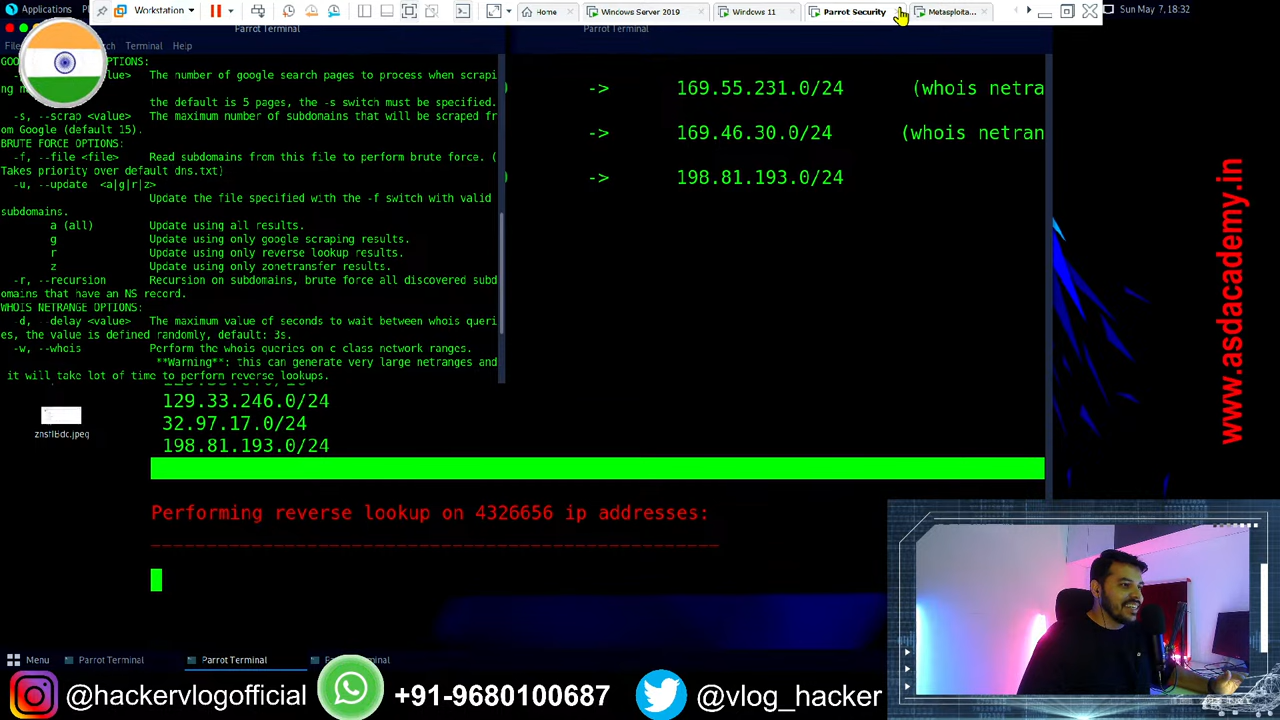 Workstation
Home
Windows Server 2019
Windows 11
Parrot Security
Metasploita...
Applications
Sun May 7, 18:32
Parrot Terminal
Parrot Terminal
Terminal Help
OPTIONS:
The number of google search pages to process when scrapi
the default is 5 pages, the -s switch must be specified.
-s, --scrap <value> The maximum number of subdomains that will be scraped fr
om Google (default 15).
BRUTE FORCE OPTIONS:
-f, --file <file> Read subdomains from this file to perform brute force. (
Takes priority over default dns.txt)
-u, --update <a|g|r|z>
Update the file specified with the -f switch with valid
subdomains.
a (all) Update using all results.
g Update using only google scraping results.
r Update using only reverse lookup results.
z Update using only zonetransfer results.
-r, --recursion Recursion on subdomains, brute force all discovered subd
omains that have an NS record.
WHOIS NETRANGE OPTIONS:
d, --delay <value> The maximum value of seconds to wait between whois queri
es, the value is defined randomly, default: 3s.
-w, --whois Perform the whois queries on c class network ranges.
**Warning**: this can generate very large netranges and
it will take lot of time to perform reverse lookups.
) -> 169.55.231.0/24 (whois netra
-> 169.46.30.0/24 (whois netran
) -> 198.81.193.0/24
129.33.246.0/24
32.97.17.0/24
198.81.193.0/24
Performing reverse lookup on 4326656 ip addresses:
znsflBdc.jpeg
www.asdacademy.in
Menu
Parrot Terminal
Parrot Terminal
@hackervlogofficial
+91-9680100687
@vlog_hacker